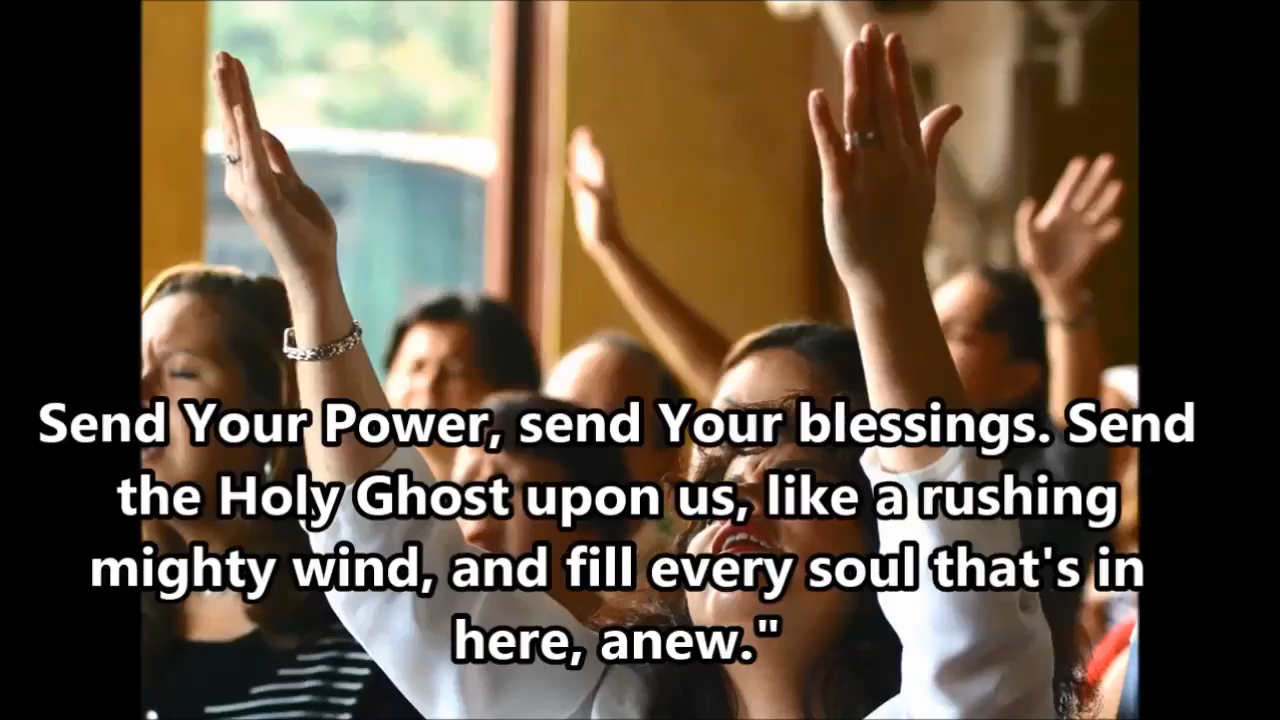 Send Your Power, send Your blessings. Send
the Holy Ghost upon us, like a rushing
mighty wind, and fill every soul that's in
here, anew."